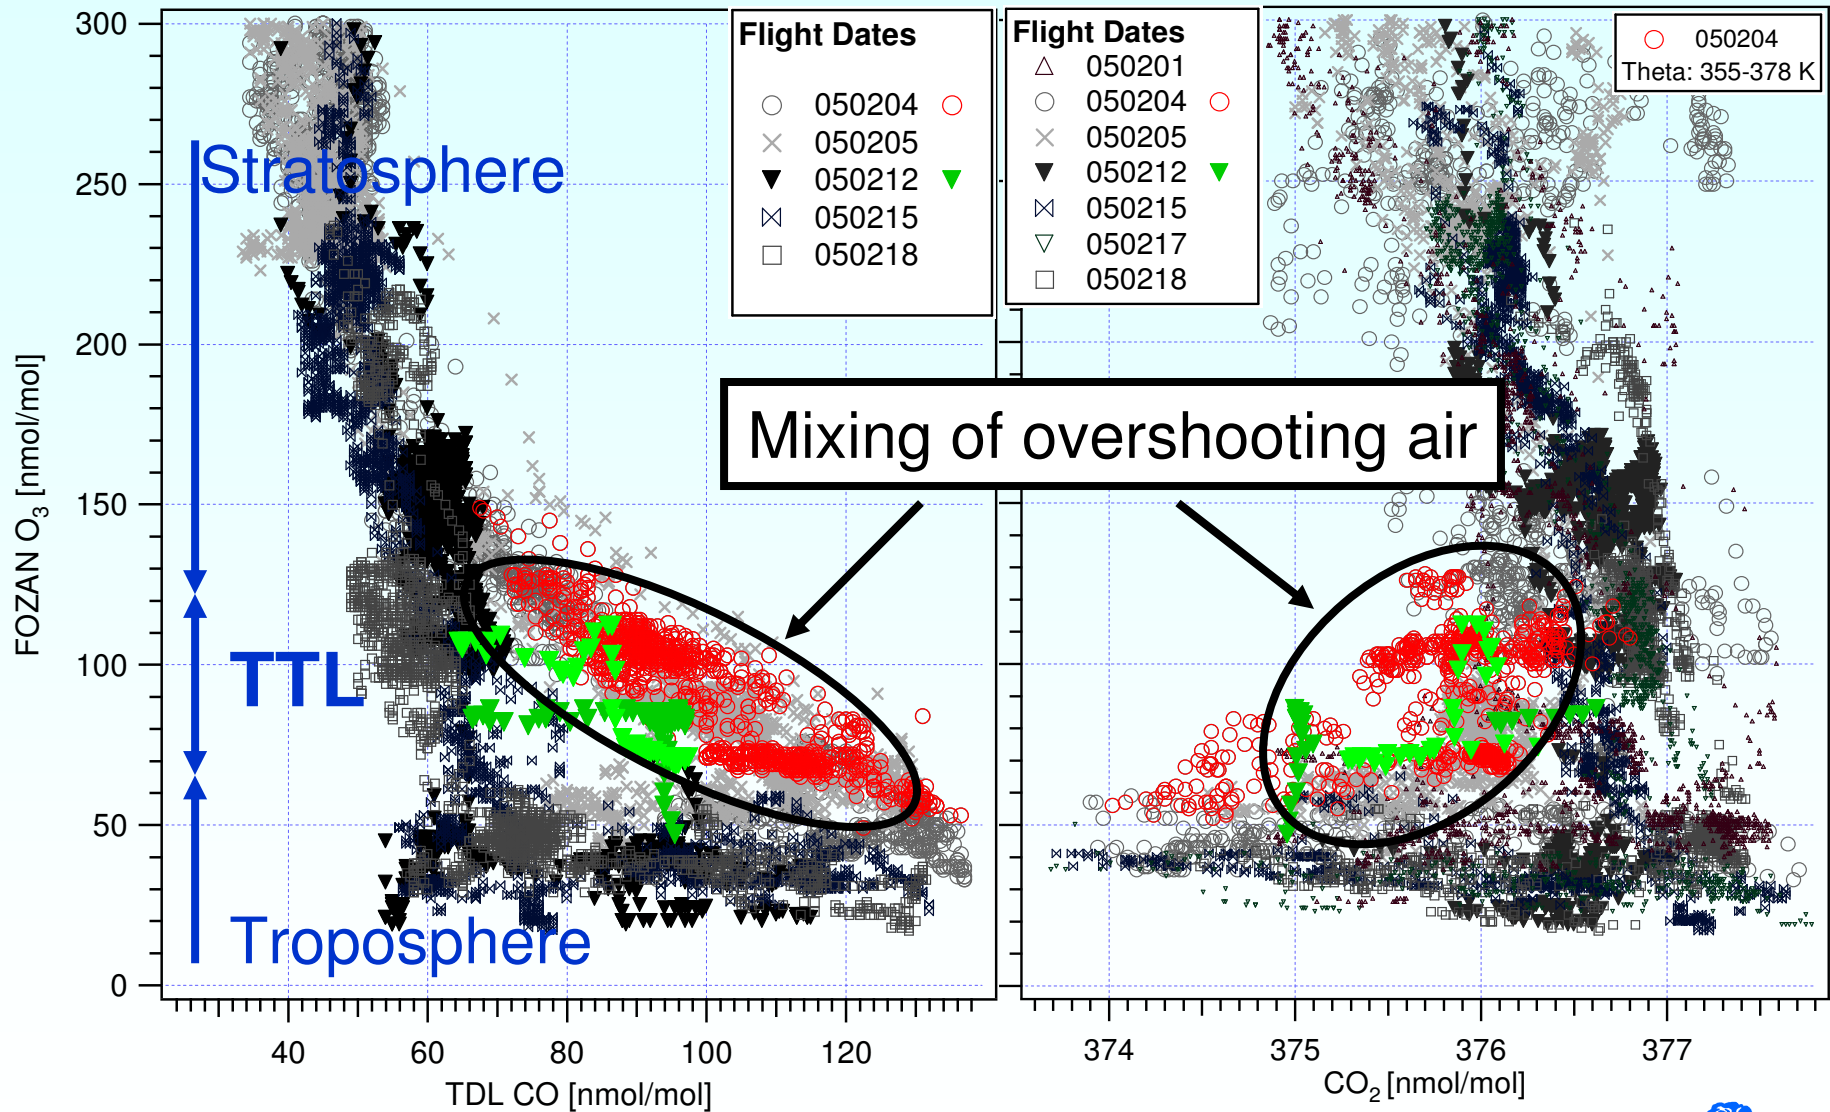 300
250
200
150
100
50
0
FOZAN O3 [nmol/mol]
Stratosphere
TTL
Troposphere
40 60 80 100 120
TDL CO [nmol/mol]
Flight Dates
050204
050205
050212
050215
050218
Flight Dates
050201
050204
050205
050212
050215
050217
050218
050204
Theta: 355-378 K
Mixing of overshooting air
374 375 376 377
CO2 [nmol/mol]